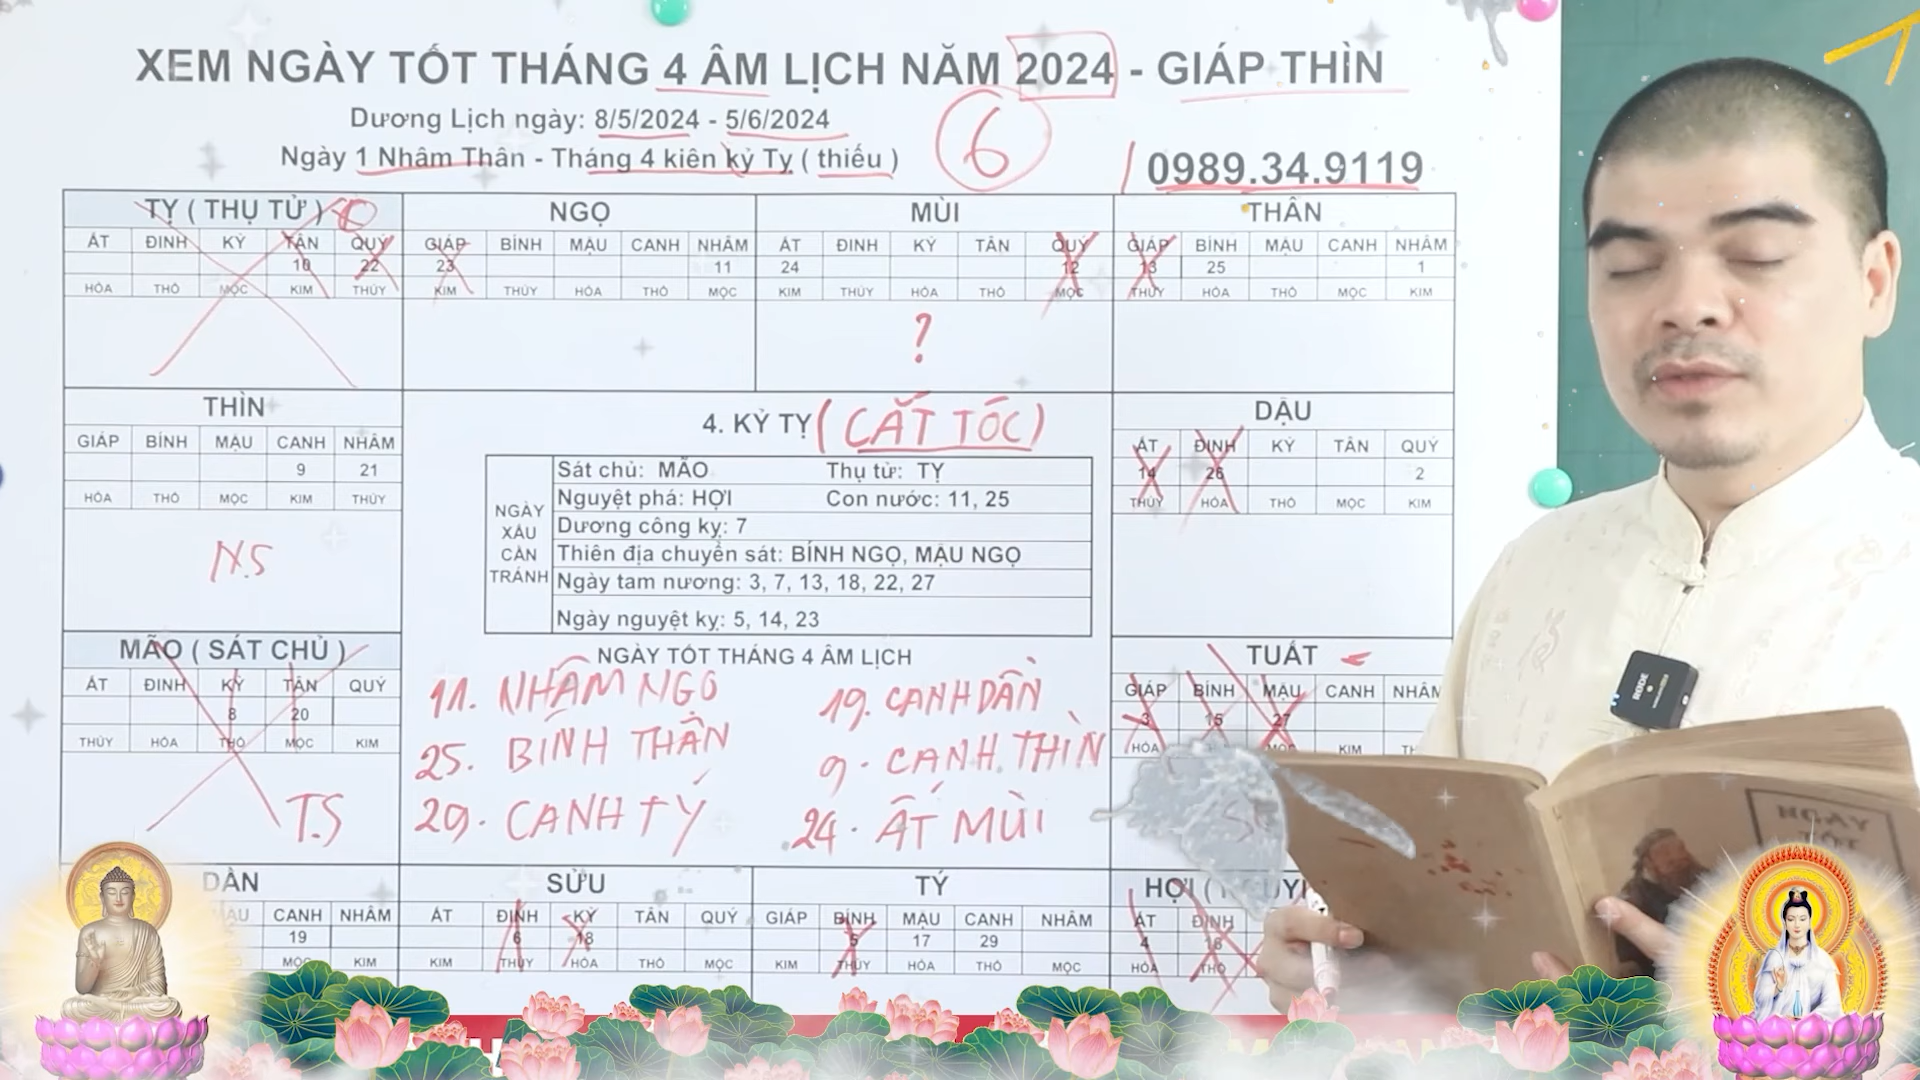 XEM NGÀY TỐT THÁNG 4 ÂM LỊCH NĂM 2024 - GIÁP THÌN
Dương Lịch ngày: 8/5/2024 - 5/6/2024
Ngày 1 Nhâm Thân - Tháng 4 kiên kỷ Tỵ ( thiếu )
6
0989.34.9119
TỴ ( THỤ TỬ )
ẤT ĐINH KỶ TÂN QUÝ
10 22
HỎA THỔ MỘC KIM THỦY
NGỌ
GIÁP BÍNH MẬU CANH NHÂM
23 11
KIM THỦY HỎA THỔ MỘC
MÙI
ẤT ĐINH KỶ TÂN QUÝ
24 12
KIM THỦY HỎA THỔ MỘC
?
THÂN
GIÁP BÍNH MẬU CANH NHÂM
13 25 1
THỦY HỎA THỔ MỘC KIM
THÌN
GIÁP BÍNH MẬU CANH NHÂM
9 21
HỎA THỔ MỘC KIM THỦY
N.S
4. KỶ TỴ ( CẮT TÓC )
NGÀY XẤU CẦN TRÁNH
Sát chủ: MÃO Thụ tử: TỴ
Nguyệt phá: HỢI Con nước: 11, 25
Dương công kỵ: 7
Thiên địa chuyển sát: BÍNH NGỌ, MẬU NGỌ
Ngày tam nương: 3, 7, 13, 18, 22, 27
Ngày nguyệt kỵ: 5, 14, 23
DẬU
ẤT ĐINH KỶ TÂN QUÝ
14 26 2
THỦY HỎA THỔ MỘC KIM
MÃO ( SÁT CHỦ )
ẤT ĐINH KỶ TÂN QUÝ
8 20
THỦY HỎA THỔ MỘC KIM
T.S
NGÀY TỐT THÁNG 4 ÂM LỊCH
11. NHÂM NGỌ 19. CANH DẦN
25. BÍNH THÂN 9. CANH THÌN
29. CANH TÝ 24. ẤT MÙI
TUẤT
GIÁP BÍNH MẬU CANH NHÂM
3 15 27
HỎA MỘC KIM
DẦN
CANH NHÂM
19
MỘC KIM
SỬU
ẤT ĐINH KỶ TÂN QUÝ
6 18
KIM THỦY HỎA THỔ MỘC
TÝ
GIÁP BÍNH MẬU CANH NHÂM
5 17 29
KIM THỦY HỎA THỔ MỘC
HỢI (
ẤT ĐINH
4 16
HỎA THỔ
RODE